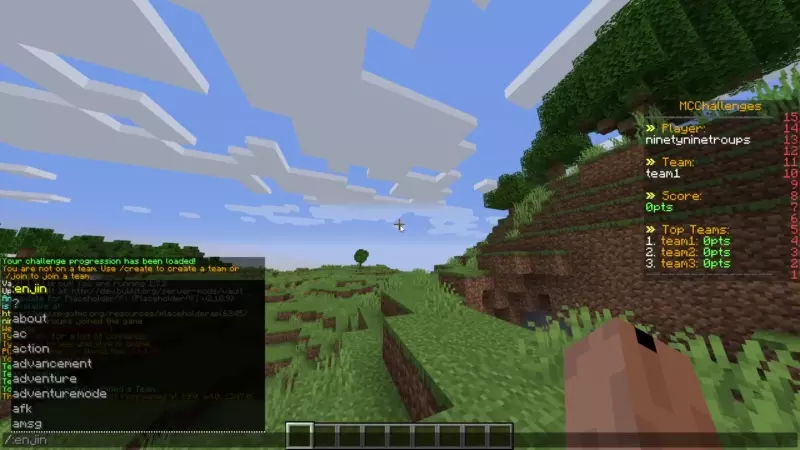 MCChallenges
15
» Player: 14
ninetyninetroups 13
12
» Team: 11
team1 10
9
» Score: 8
0pts 7
6
» Top Teams: 5
1. team1: 0pts 4
2. team2: 0pts 3
3. team3: 0pts 2
1
Your challenge progression has been loaded!
You are not on a team. Use /create to create a team or
/join to join a team.
.enjin
?
about
ac
action
advancement
adventure
adventuremode
afk
amsg
/.enjin